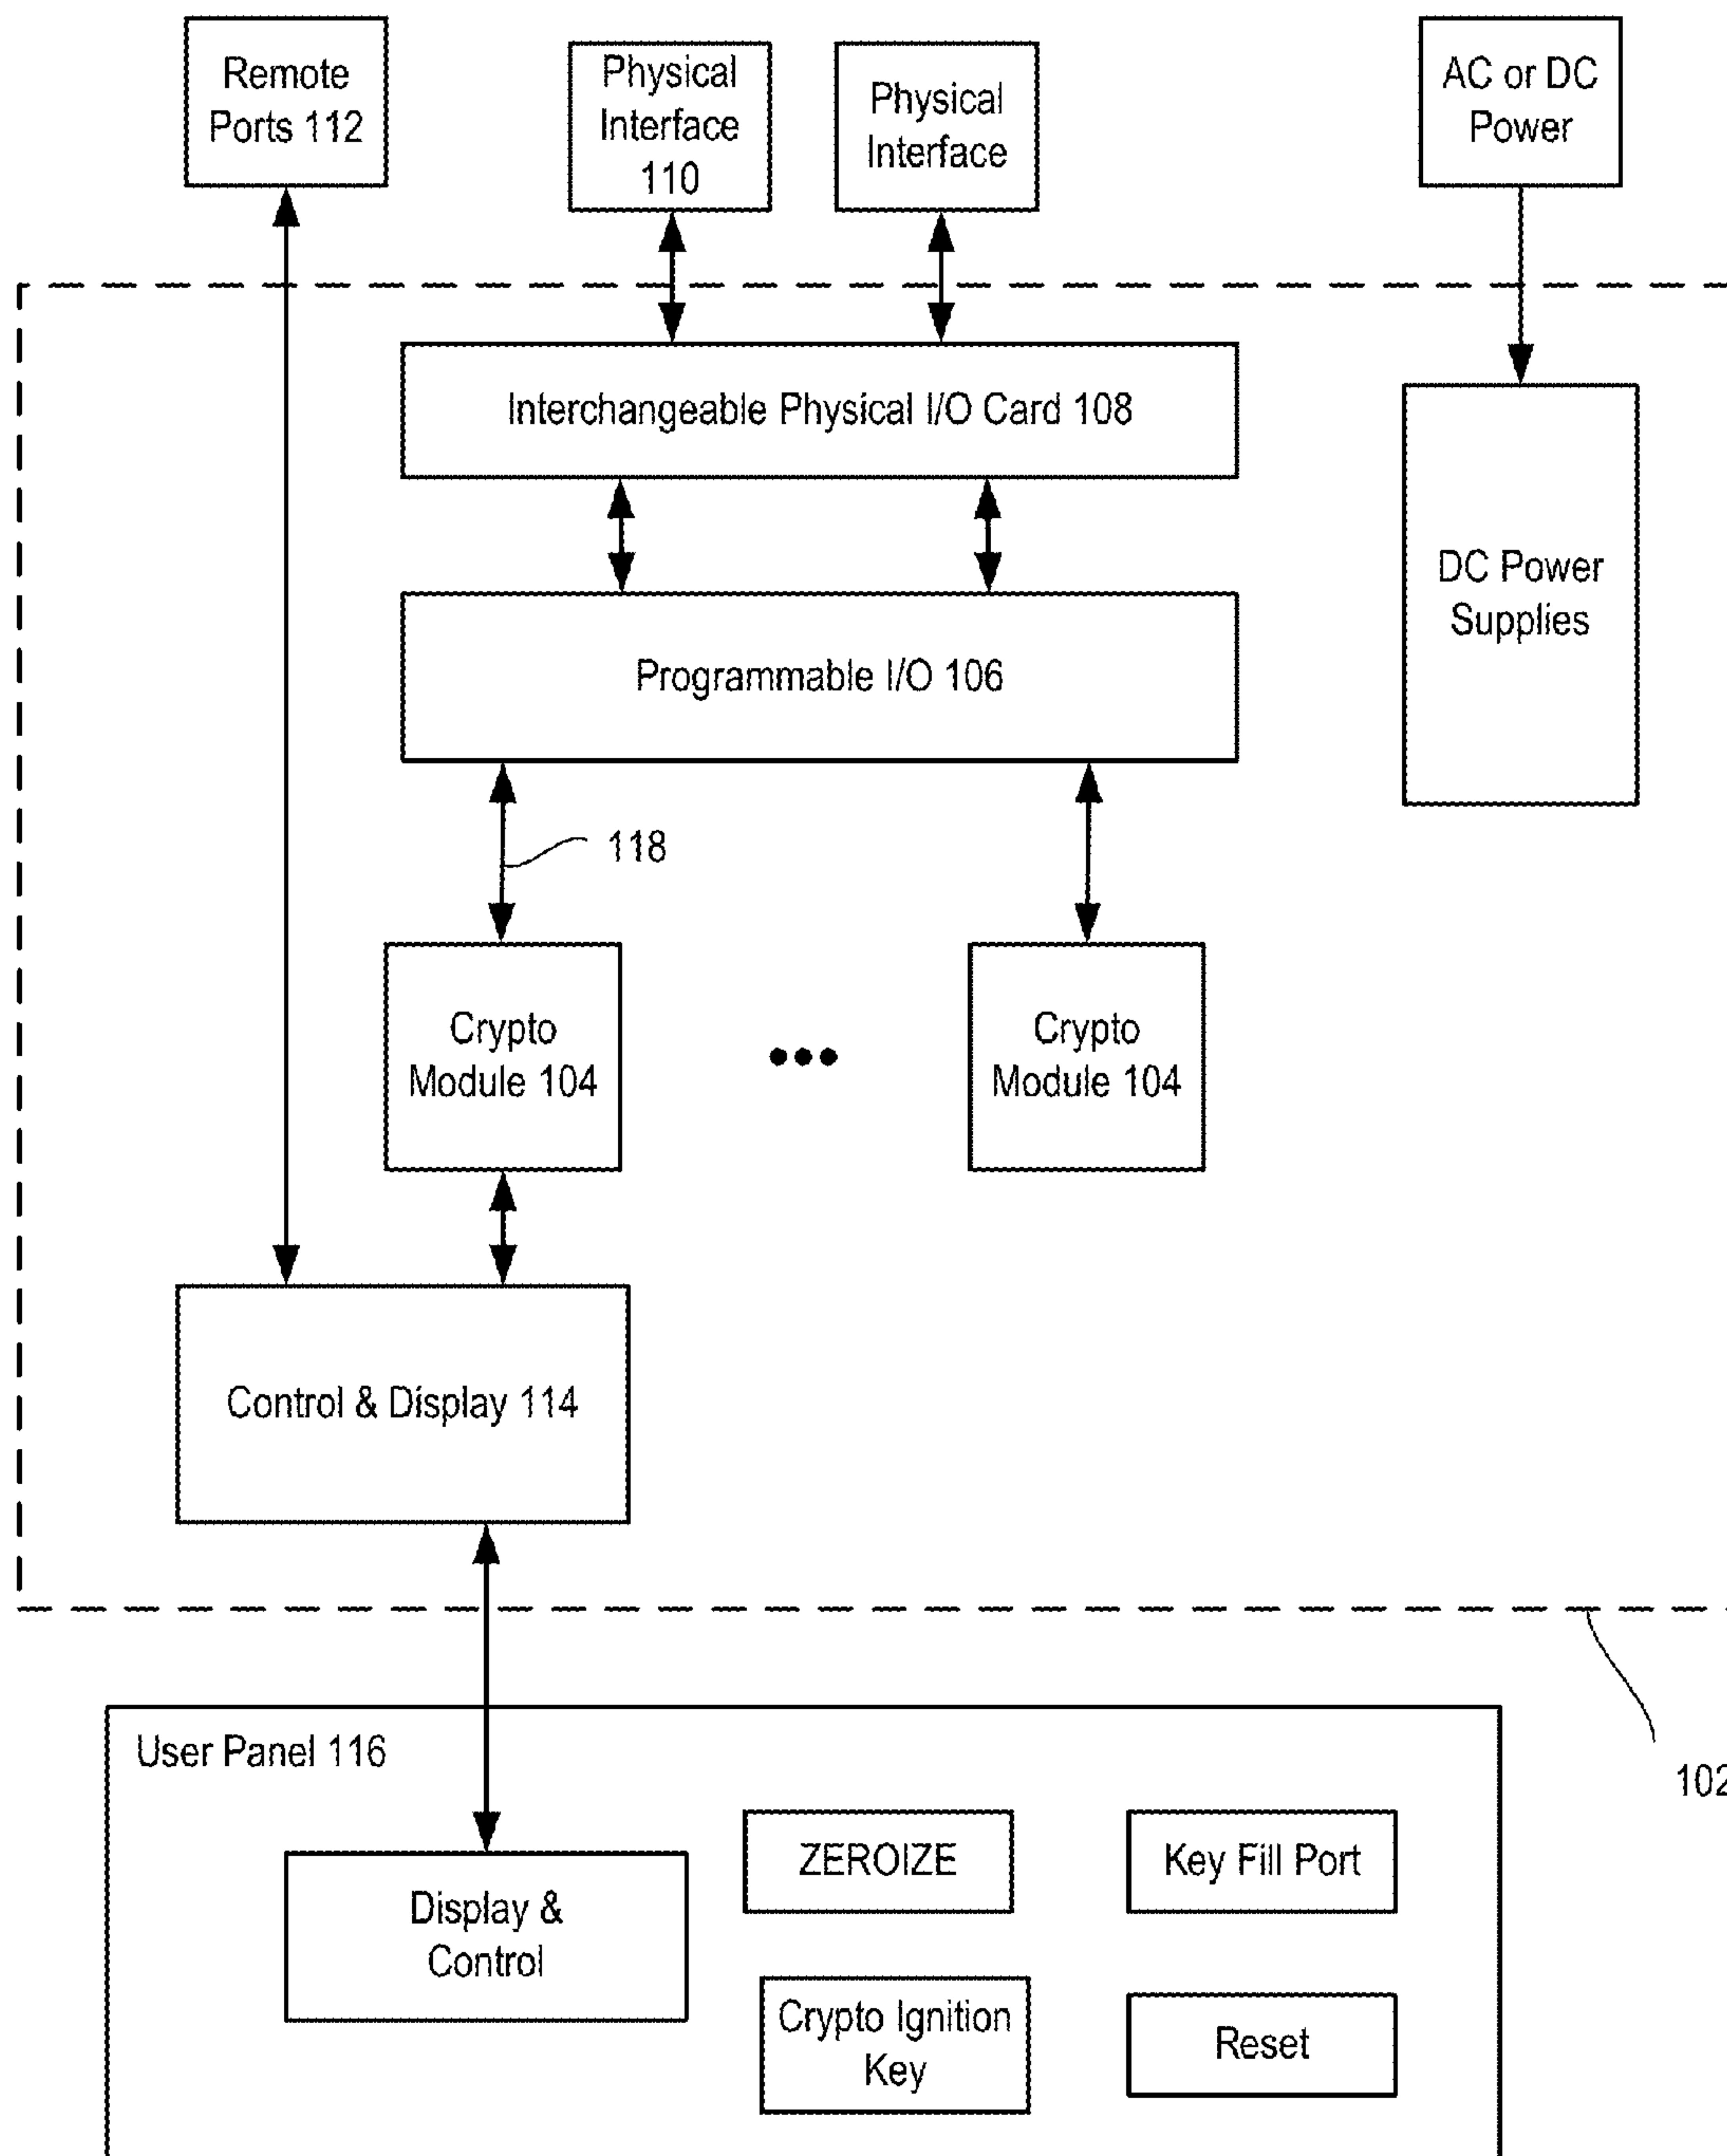 Remote
Ports 112
Physical
Interface
110
Physical
Interface
AC or DC
Power
Interchangeable Physical I/O Card 108
DC Power
Supplies
Programmable I/O 106
118
Crypto
Module 104
Crypto
Module 104
Control & Display 114
102
User Panel 116
ZEROIZE
Key Fill Port
Display &
Control
Crypto Ignition
Key
Reset